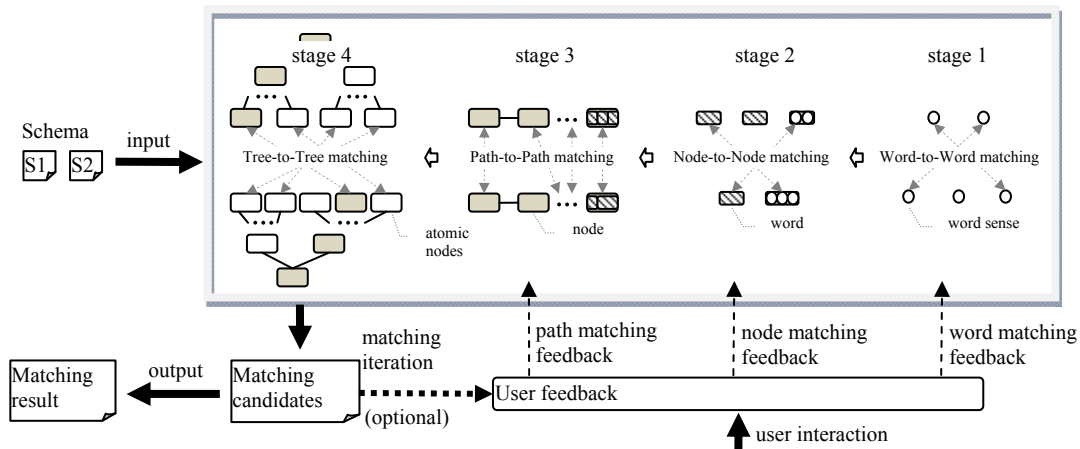 stage 4
stage 3
stage 2
stage 1
Schema
S1
S2
input
Tree-to-Tree matching
Path-to-Path matching
Node-to-Node matching
Word-to-Word matching
atomic
nodes
node
word
word sense
matching
iteration
(optional)
path matching
feedback
node matching
feedback
word matching
feedback
Matching
result
output
Matching
candidates
User feedback
user interaction